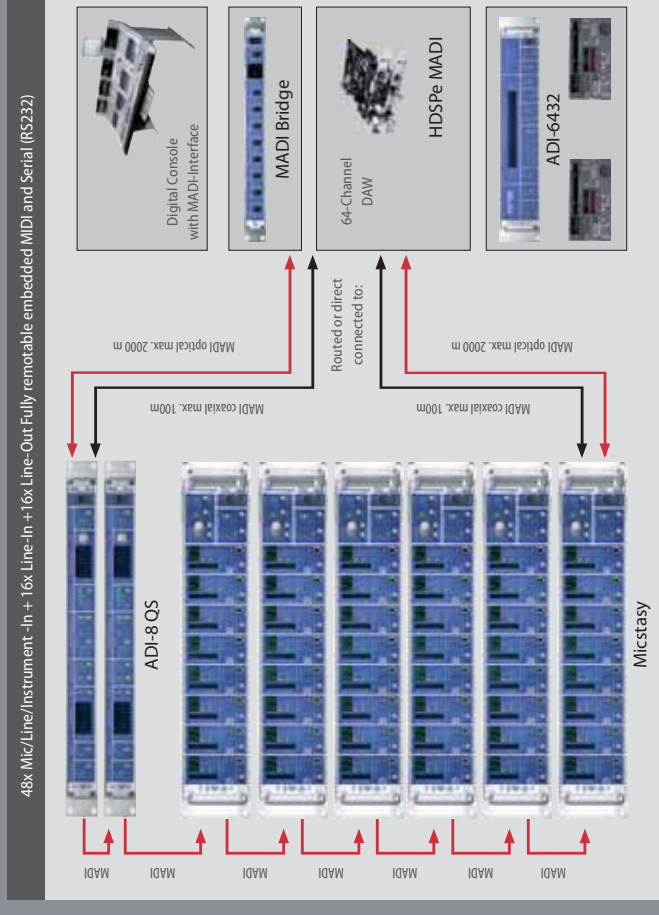 48x Mic/Line/Instrument -In + 16x Line-In +16x Line-Out Fully remotable embedded MIDI and Serial (RS232)
Digital Console
with MADI-Interface
MADI Bridge
64-Channel
DAW
HDSPe MADI
ADI-6432
MADI optical max. 2000 m
MADI coaxial max. 100m
Routed or direct
connected to:
MADI coaxial max. 100m
MADI optical max. 2000 m
ADI-8 QS
Micstasy
MADI
MADI
MADI
MADI
MADI
MADI
MADI